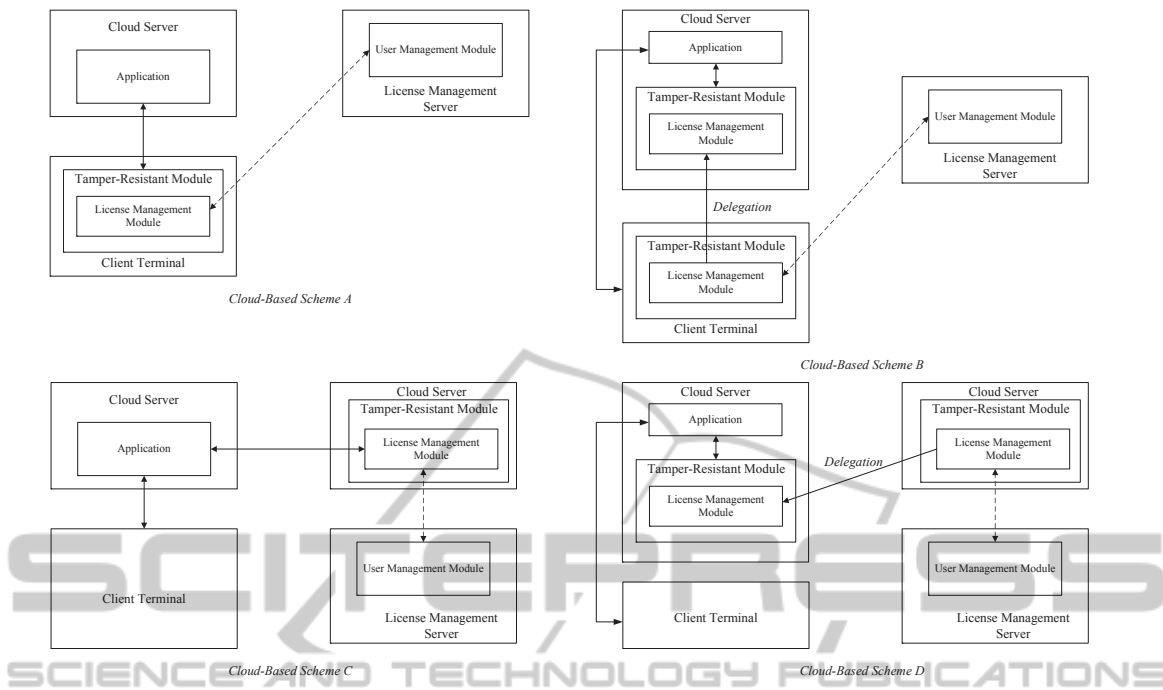 Cloud Server
Application
Tamper-Resistant Module
License Management
Module
Client Terminal
User Management Module
License Management
Server
Cloud-Based Scheme A
Cloud Server
Application
Tamper-Resistant Module
License Management
Module
Delegation
Tamper-Resistant Module
License Management
Module
Client Terminal
User Management Module
License Management
Server
Cloud-Based Scheme B
Cloud Server
Application
Client Terminal
Cloud Server
Tamper-Resistant Module
License Management
Module
User Management Module
License Management
Server
Cloud-Based Scheme C
Cloud Server
Application
Tamper-Resistant Module
License Management
Module
Delegation
Client Terminal
Cloud Server
Tamper-Resistant Module
License Management
Module
User Management Module
License Management
Server
Cloud-Based Scheme D
SCITEPRESS
SCIENCE AND TECHNOLOGY PUBLICATIONS